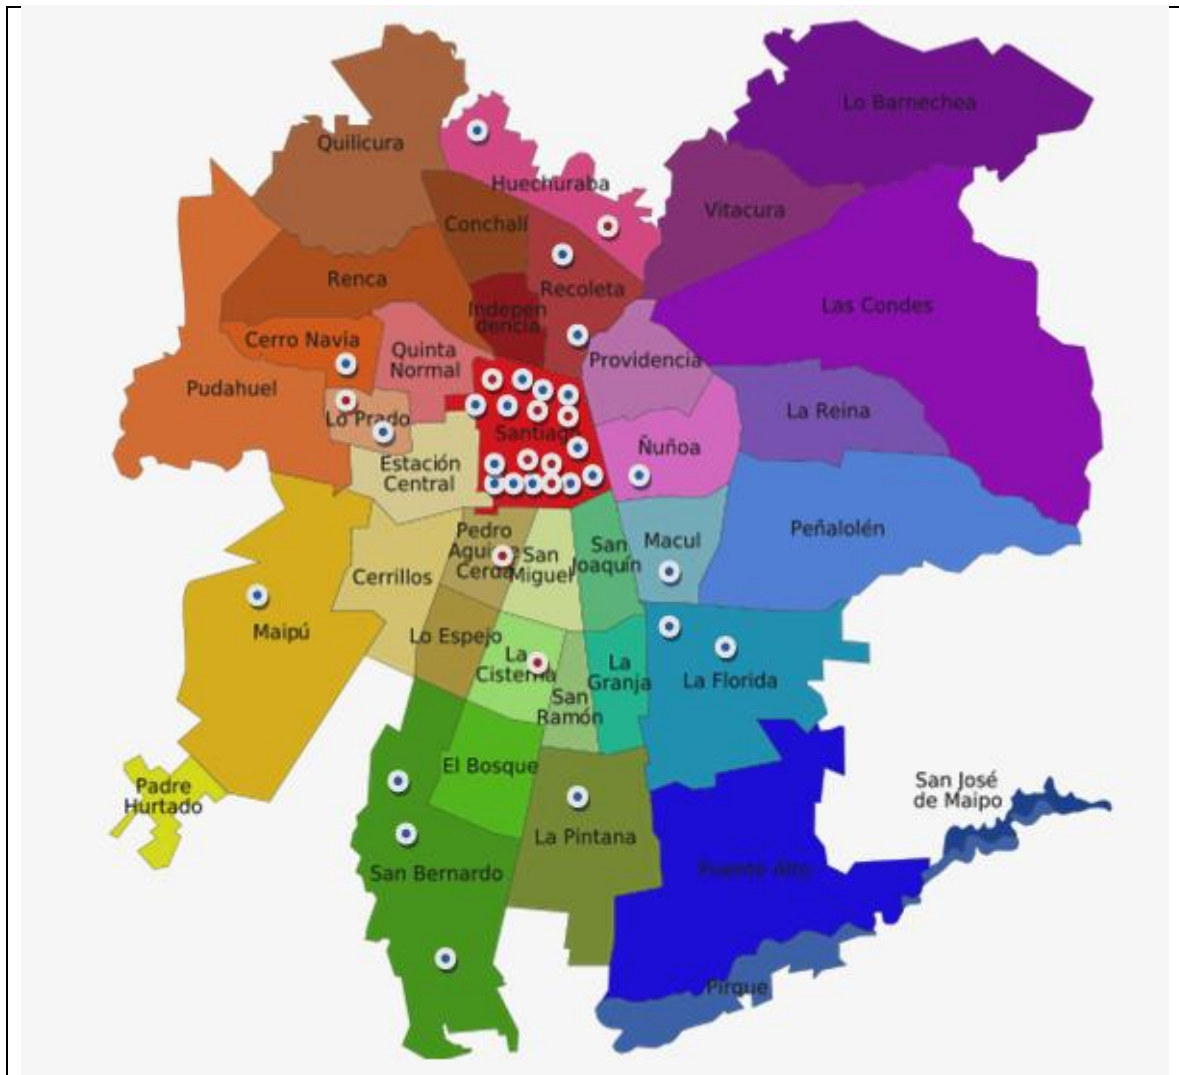 Lo Barnechea
Quilicura
Huechuraba
Vitacura
Conchalí
Renca
Recoleta
Las Condes
Indepen
dencia
Cerro Navia
Quinta
Normal
Providencia
Pudahuel
La Reina
Lo Prado
Santiago
Ñuñoa
Estación
Central
Peñalolén
Pedro
Aguirre
Cerda
San
Miguel
San
Joaquín
Macul
Cerrillos
Maipú
Lo Espejo
La
Cisterna
La
Granja
La Florida
San
Ramón
El Bosque
Padre
Hurtado
San José
de Maipo
La Pintana
San Bernardo
Puente Alto
Pirque